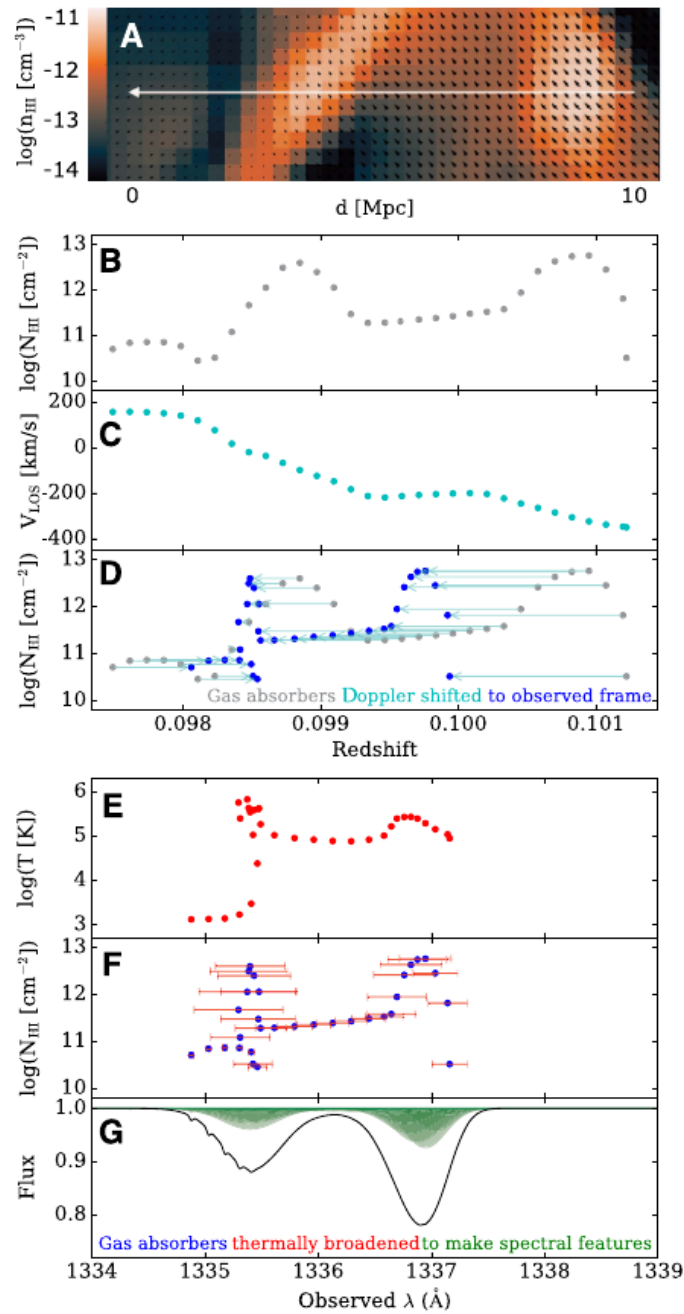 A
-11
-12
-13
-14
log(n_HI [cm^-3])
0
10
d [Mpc]
B
13
12
11
10
log(N_HI [cm^-2])
C
200
0
-200
-400
V_LOS [km/s]
D
13
12
11
10
log(N_HI [cm^-2])
Gas absorbers Doppler shifted to observed frame
0.098 0.099 0.100 0.101
Redshift
E
6
5
4
3
log(T [K])
F
13
12
11
10
log(N_HI [cm^-2])
G
1.0
0.9
0.8
Flux
Gas absorbers thermally broadened to make spectral features
1334 1335 1336 1337 1338 1339
Observed λ (Å)